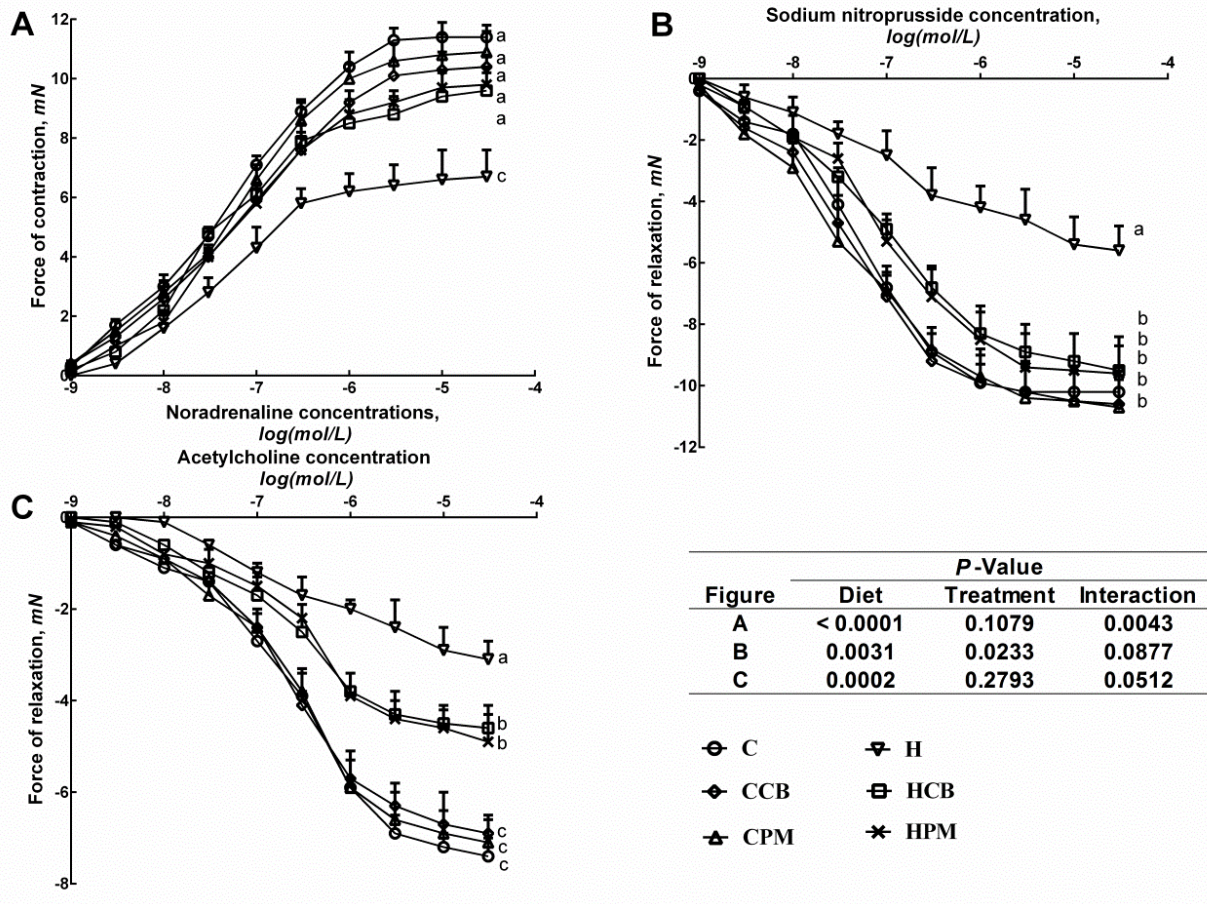 A
12
10
8
6
4
2
0
Force of contraction, mN
a
a
a
a
a
c
-9 -8 -7 -6 -5 -4
Noradrenaline concentrations,
log(mol/L)
B
Sodium nitroprusside concentration,
log(mol/L)
-9 -8 -7 -6 -5 -4
0
-2
-4
-6
-8
-10
-12
Force of relaxation, mN
a
b
b
b
b
b
C
Acetylcholine concentration
log(mol/L)
-9 -8 -7 -6 -5 -4
0
-2
-4
-6
-8
Force of relaxation, mN
a
b
b
c
c
c
P-Value
Figure Diet Treatment Interaction
A < 0.0001 0.1079 0.0043
B 0.0031 0.0233 0.0877
C 0.0002 0.2793 0.0512
C H
CCB HCB
CPM HPM